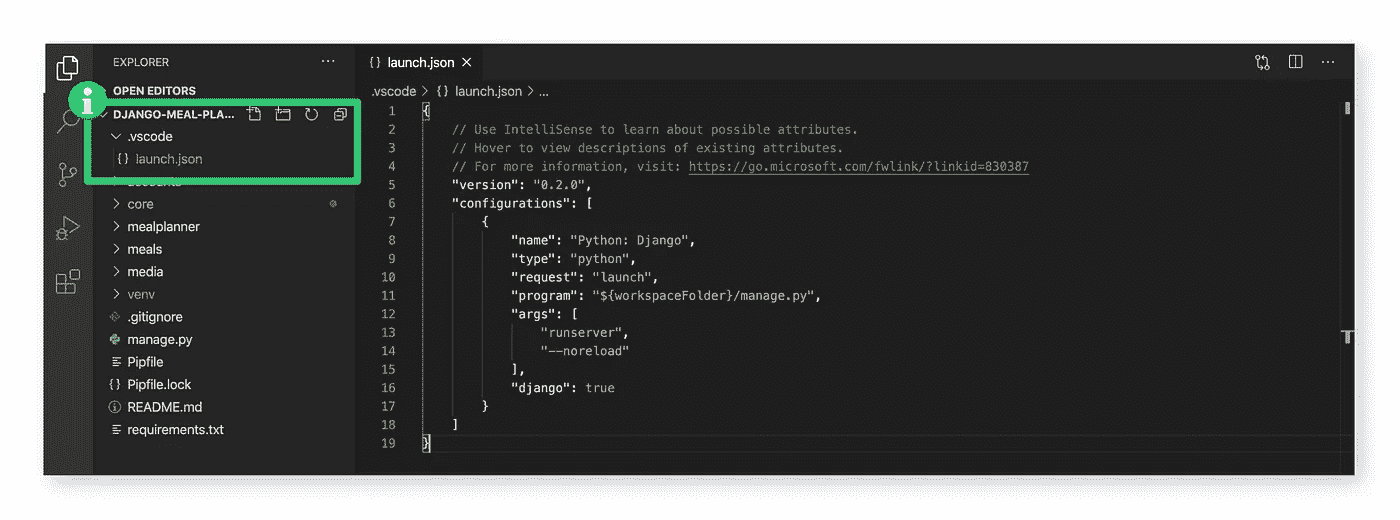 EXPLORER
OPEN EDITORS
DJANGO-MEAL-PLA...
.vscode
{} launch.json
accounts
core
mealplanner
meals
media
venv
.gitignore
manage.py
Pipfile
{} Pipfile.lock
README.md
requirements.txt
{} launch.json ×
.vscode > {} launch.json > ...
1 {
2 // Use IntelliSense to learn about possible attributes.
3 // Hover to view descriptions of existing attributes.
4 // For more information, visit: https://go.microsoft.com/fwlink/?linkid=830387
5 "version": "0.2.0",
6 "configurations": [
7 {
8 "name": "Python: Django",
9 "type": "python",
10 "request": "launch",
11 "program": "${workspaceFolder}/manage.py",
12 "args": [
13 "runserver",
14 "--noreload"
15 ],
16 "django": true
17 }
18 ]
19 }